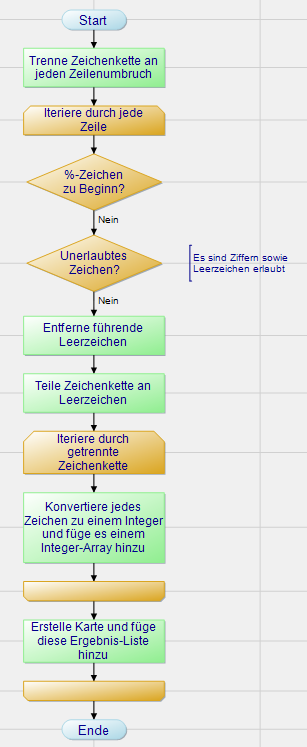 Start
Trenne Zeichenkette an
jeden Zeilenumbruch
Iteriere durch jede
Zeile
%-Zeichen
zu Beginn?
Nein
Unerlaubtes
Zeichen?
Es sind Ziffern sowie
Leerzeichen erlaubt
Nein
Entferne führende
Leerzeichen
Teile Zeichenkette an
Leerzeichen
Iteriere durch
getrennte
Zeichenkette
Konvertiere jedes
Zeichen zu einem Integer
und füge es einem
Integer-Array hinzu
Erstelle Karte und füge
diese Ergebnis-Liste
hinzu
Ende